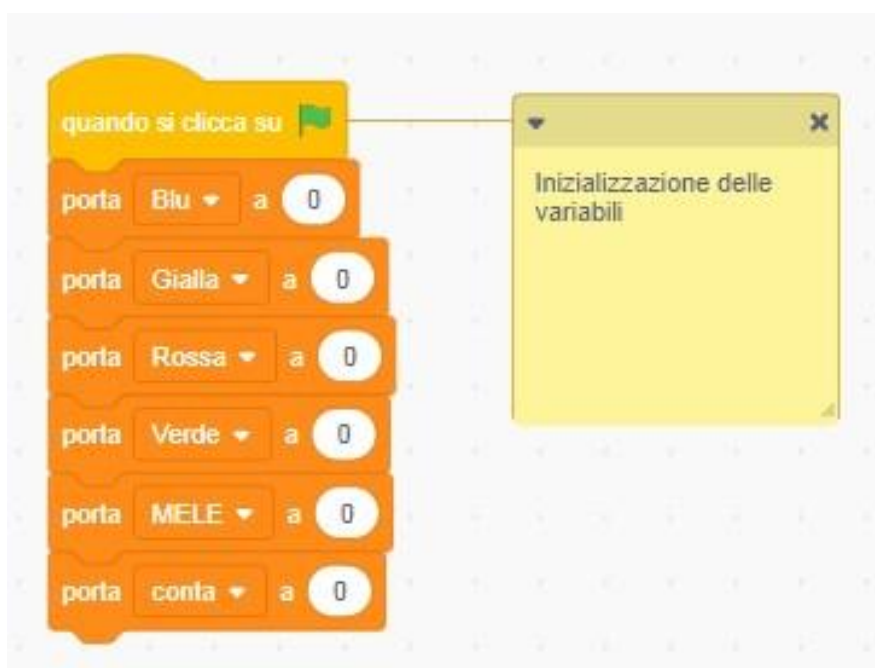 quando si clicca su
porta Blu a 0
porta Gialla a 0
porta Rossa a 0
porta Verde a 0
porta MELE a 0
porta conta a 0
Inizializzazione delle
variabili